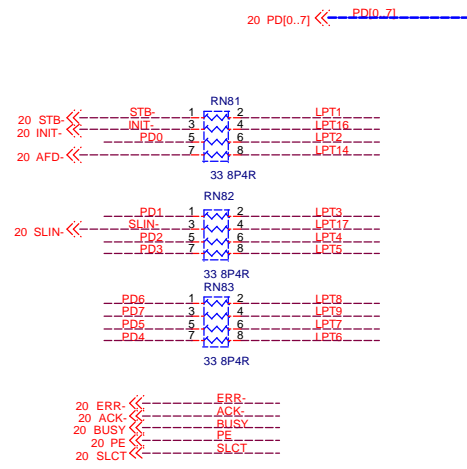 20 PD[0..7] PD[0..7]
RN81
20 STB- STB- 1 2 LPT1
20 INIT- INIT- 3 4 LPT16
PD0 5 6 LPT2
20 AFD- 7 8 LPT14
33 8P4R
RN82
PD1 1 2 LPT3
20 SLIN- SLIN- 3 4 LPT17
PD2 5 6 LPT4
PD3 7 8 LPT5
33 8P4R
RN83
PD6 1 2 LPT8
PD7 3 4 LPT9
PD5 5 6 LPT7
PD4 7 8 LPT6
33 8P4R
20 ERR- ERR-
20 ACK- ACK-
20 BUSY BUSY
20 PE PE
20 SLCT SLCT